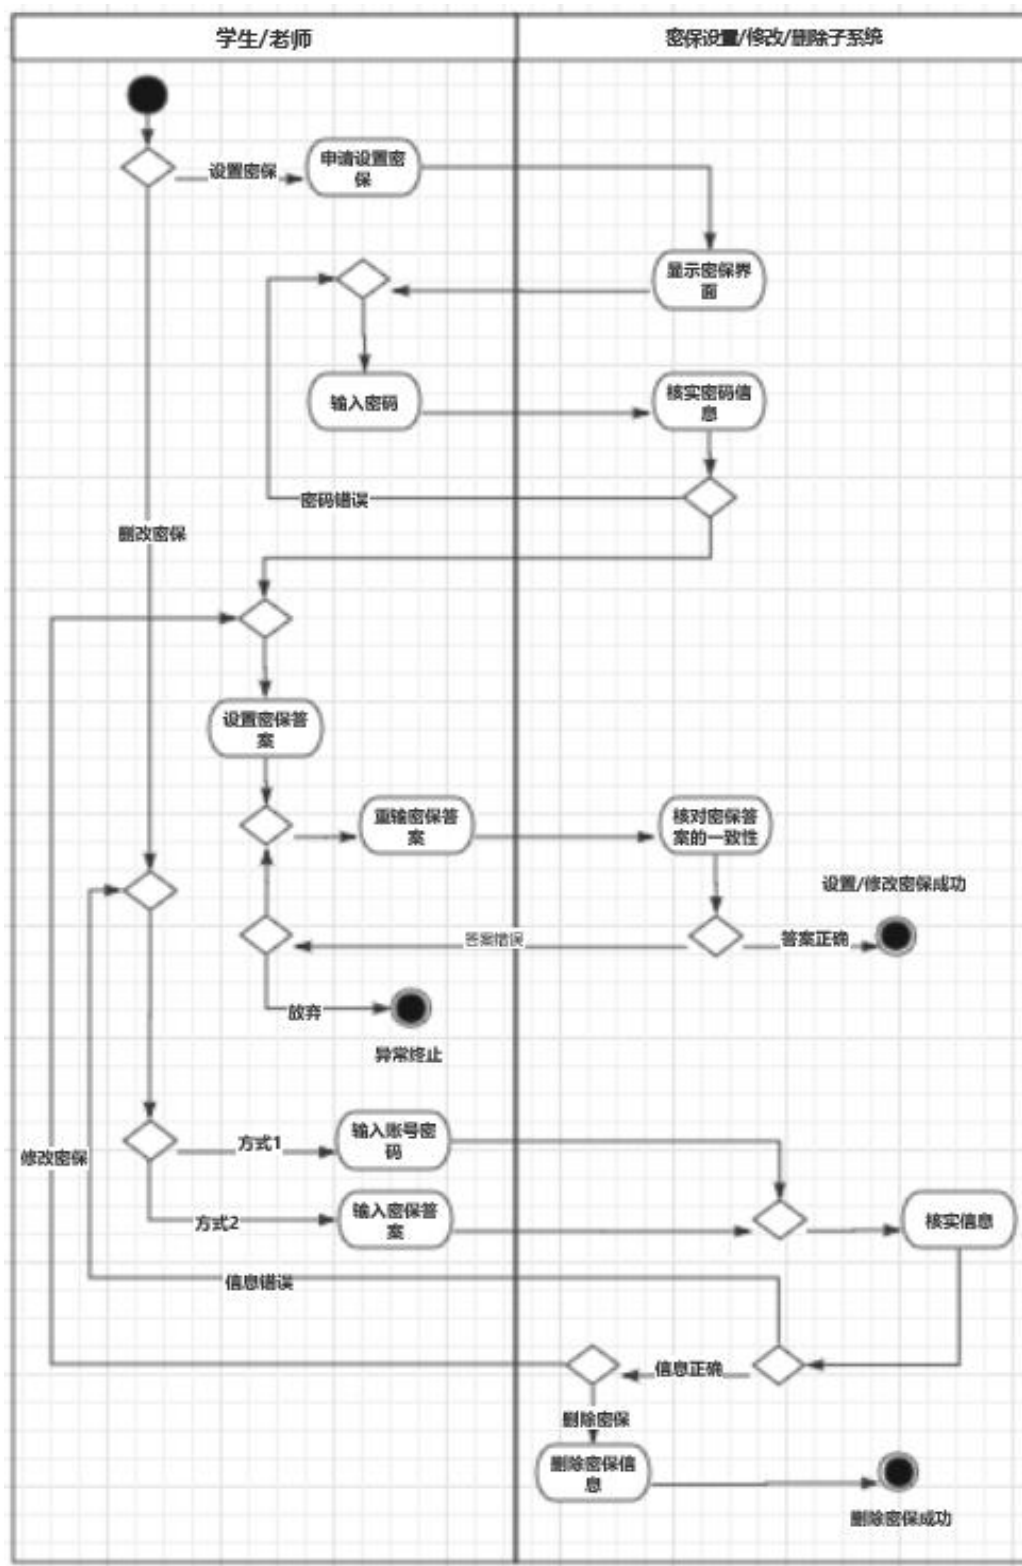 学生/老师
密保设置/修改/删除子系统
设置密保
申请设置密
保
显示密保界
面
输入密码
核实密码信
息
密码错误
删改密保
设置密保答
案
重输密保答
案
核对密保答
案的一致性
设置/修改密保成功
答案错误
答案正确
放弃
异常终止
方式1
输入账号密
码
修改密保
方式2
输入密保答
案
核实信息
信息错误
信息正确
删除密保
删除密保信
息
删除密保成功